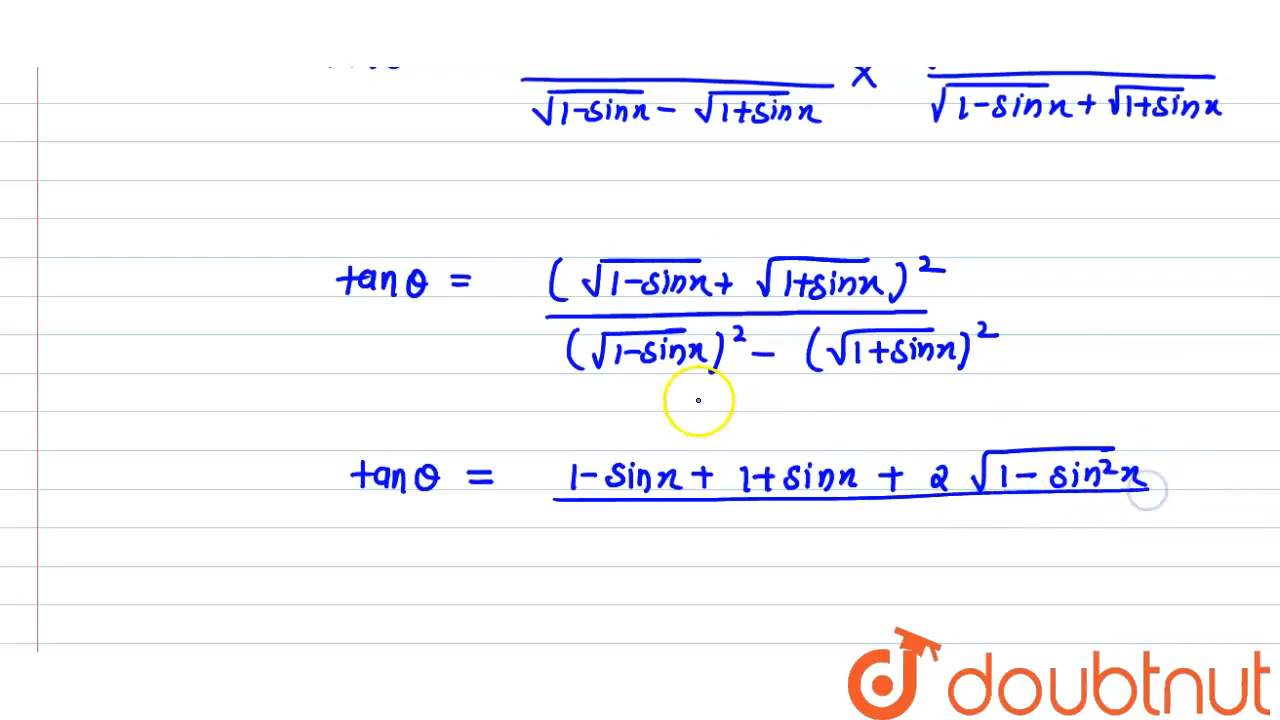 √1-sinx - √1+sinx × √1-sinx + √1+sinx
tanθ = (√1-sinx + √1+sinx)²
(√1-sinx)² - (√1+sinx)²
tanθ = 1-sinx + 1+sinx + 2 √1-sin²x
doubtnut